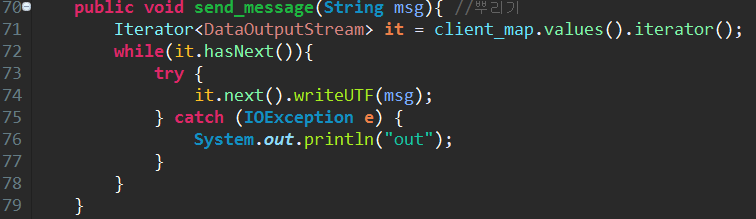 70 public void send_message(String msg){ //뿌리기
71 Iterator<DataOutputStream> it = client_map.values().iterator();
72 while(it.hasNext()){
73 try {
74 it.next().writeUTF(msg);
75 } catch (IOException e) {
76 System.out.println("out");
77 }
78 }
79 }